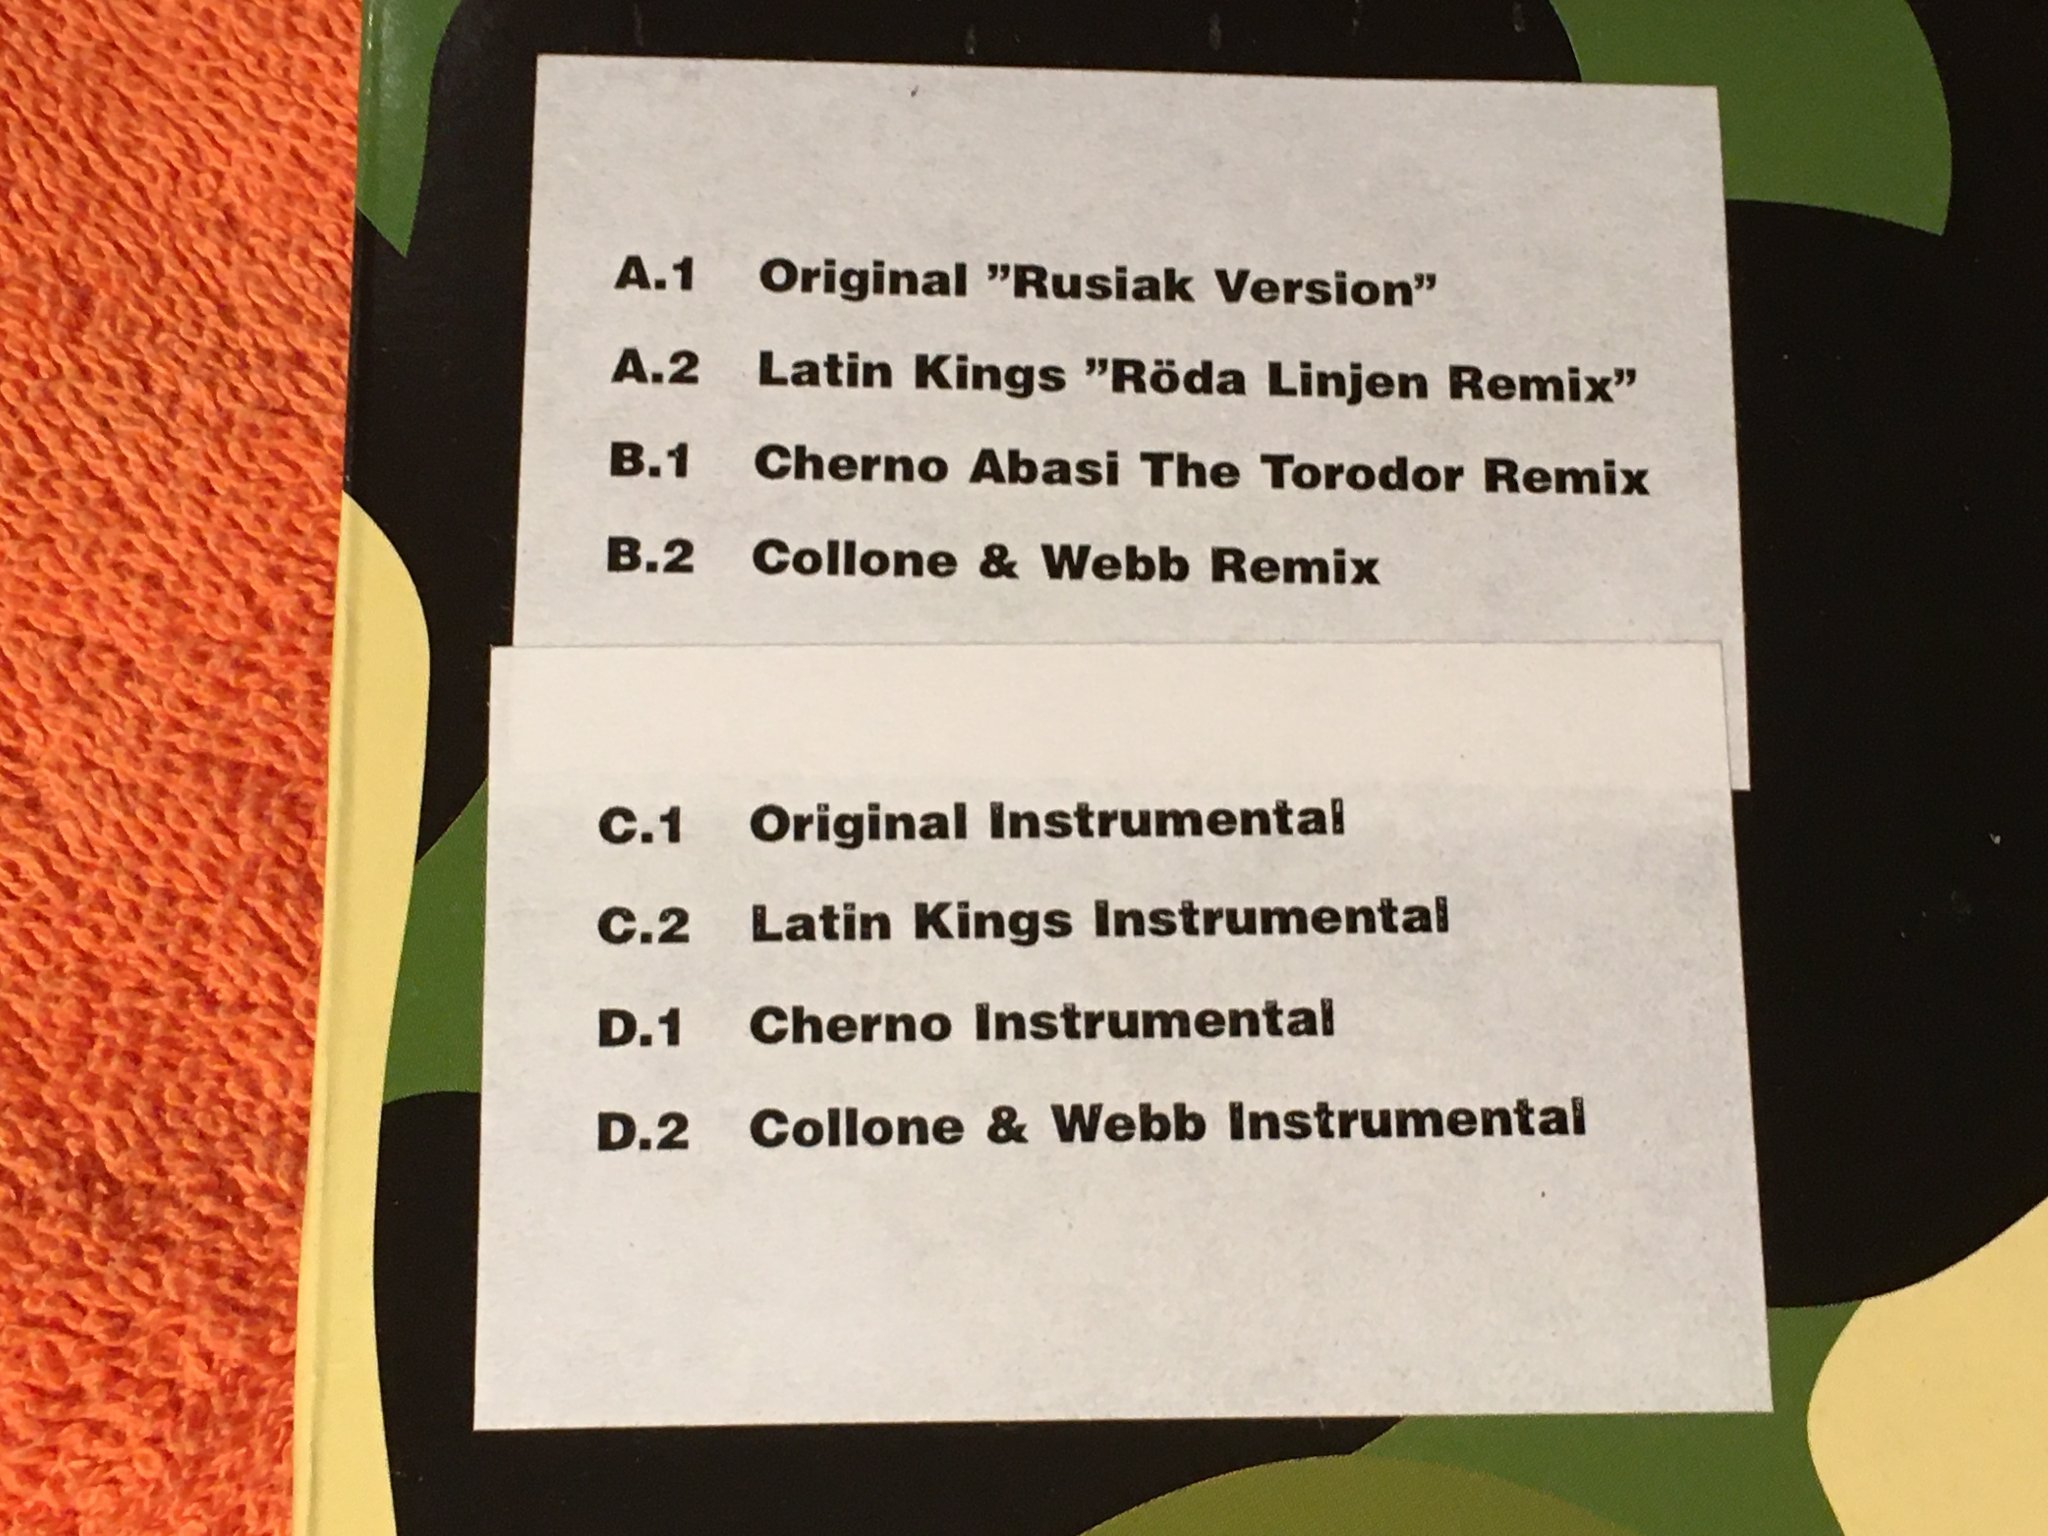 A.1 Original ”Rusiak Version”
A.2 Latin Kings ”Röda Linjen Remix”
B.1 Cherno Abasi The Torodor Remix
B.2 Collone & Webb Remix
C.1 Original Instrumental
C.2 Latin Kings Instrumental
D.1 Cherno Instrumental
D.2 Collone & Webb Instrumental